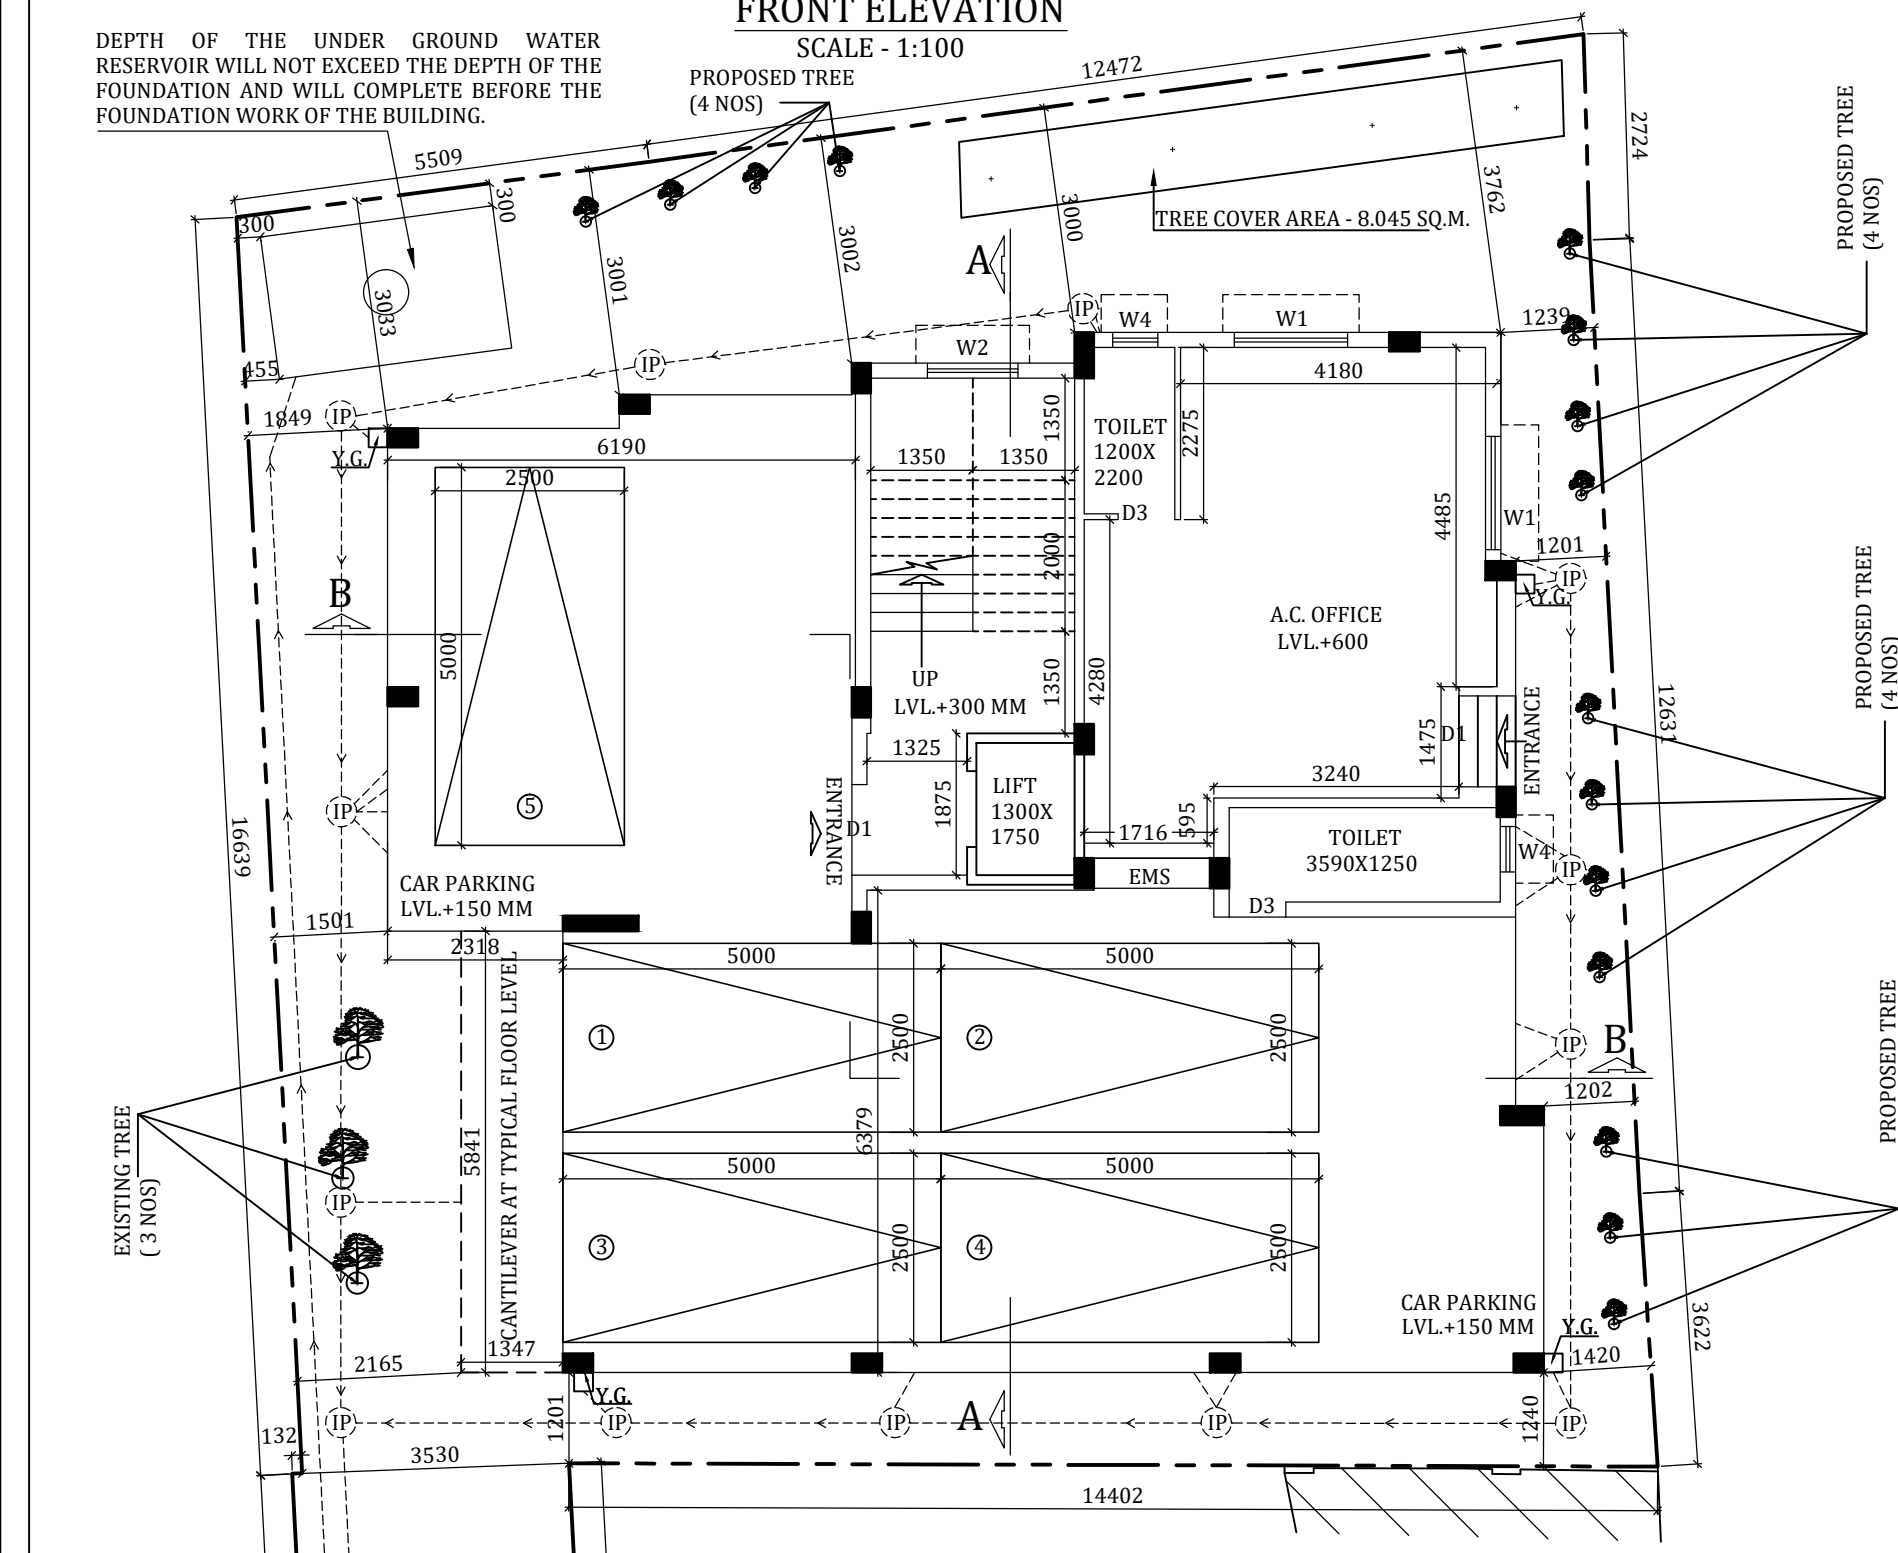 FRONT ELEVATION
SCALE - 1:100
DEPTH OF THE UNDER GROUND WATER
RESERVOIR WILL NOT EXCEED THE DEPTH OF THE
FOUNDATION AND WILL COMPLETE BEFORE THE
FOUNDATION WORK OF THE BUILDING.
PROPOSED TREE
(4 NOS)
12472
5509
2724
PROPOSED TREE
(4 NOS)
300
300
3033
3001
3002
3000
3762
TREE COVER AREA - 8.045 SQ.M.
A
IP
W4
W1
1239
W2
IP
455
4180
1849
IP
Y.G.
6190
1350
1350
1350
TOILET
1200X
2200
2275
2500
D3
4485
W1
1201
IP
Y.G.
2000
B
5000
A.C. OFFICE
LVL.+600
PROPOSED TREE
(4 NOS)
UP
LVL.+300 MM
1350
4280
12631
1475
D1
ENTRANCE
1325
3240
LIFT
1300X
1750
1875
ENTRANCE
D1
IP
5
16639
1716
595
TOILET
3590X1250
W4
IP
EMS
D3
CAR PARKING
LVL.+150 MM
1501
2318
5000
5000
CANTILEVER AT TYPICAL FLOOR LEVEL
1
2500
2
2500
IP
B
PROPOSED TREE
1202
EXISTING TREE
( 3 NOS)
5841
6379
5000
5000
IP
3
2500
4
2500
CAR PARKING
LVL.+150 MM
Y.G.
3622
1347
2165
1420
Y.G.
1201
IP
IP
IP
A
IP
1240
IP
132
3530
14402